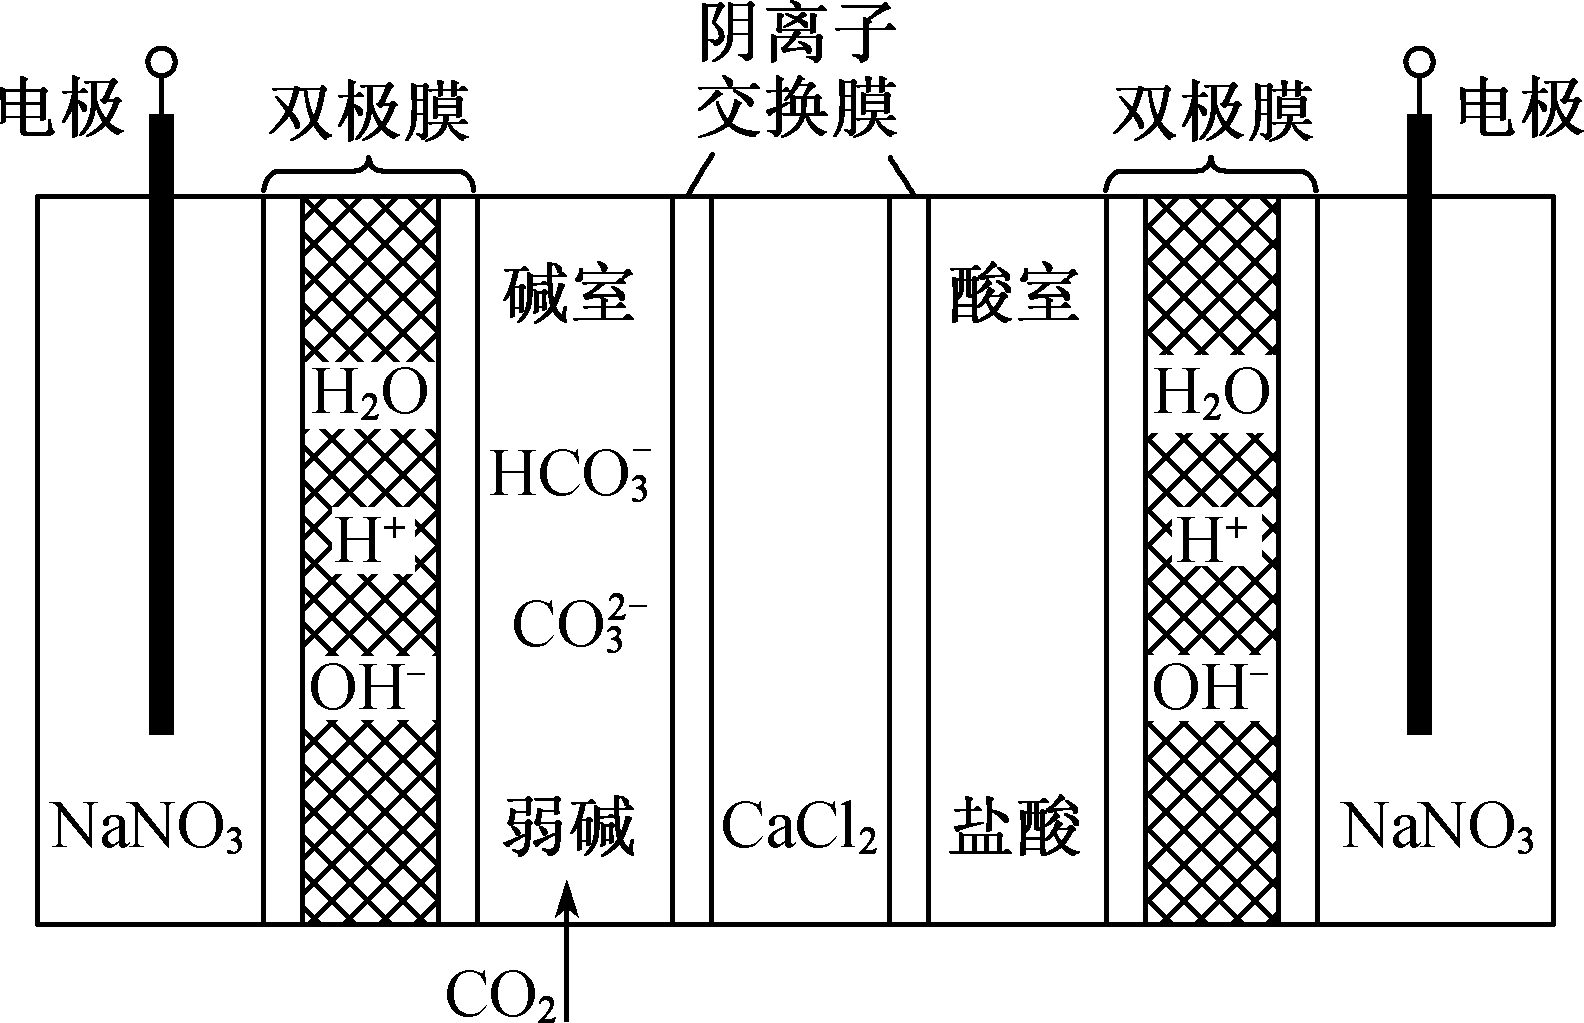 阴离子
交换膜
电极
双极膜
双极膜
电极
碱室
酸室
H₂O
H₂O
HCO₃⁻
H⁺
H⁺
CO₃²⁻
OH⁻
OH⁻
NaNO₃
弱碱
CaCl₂
盐酸
NaNO₃
CO₂